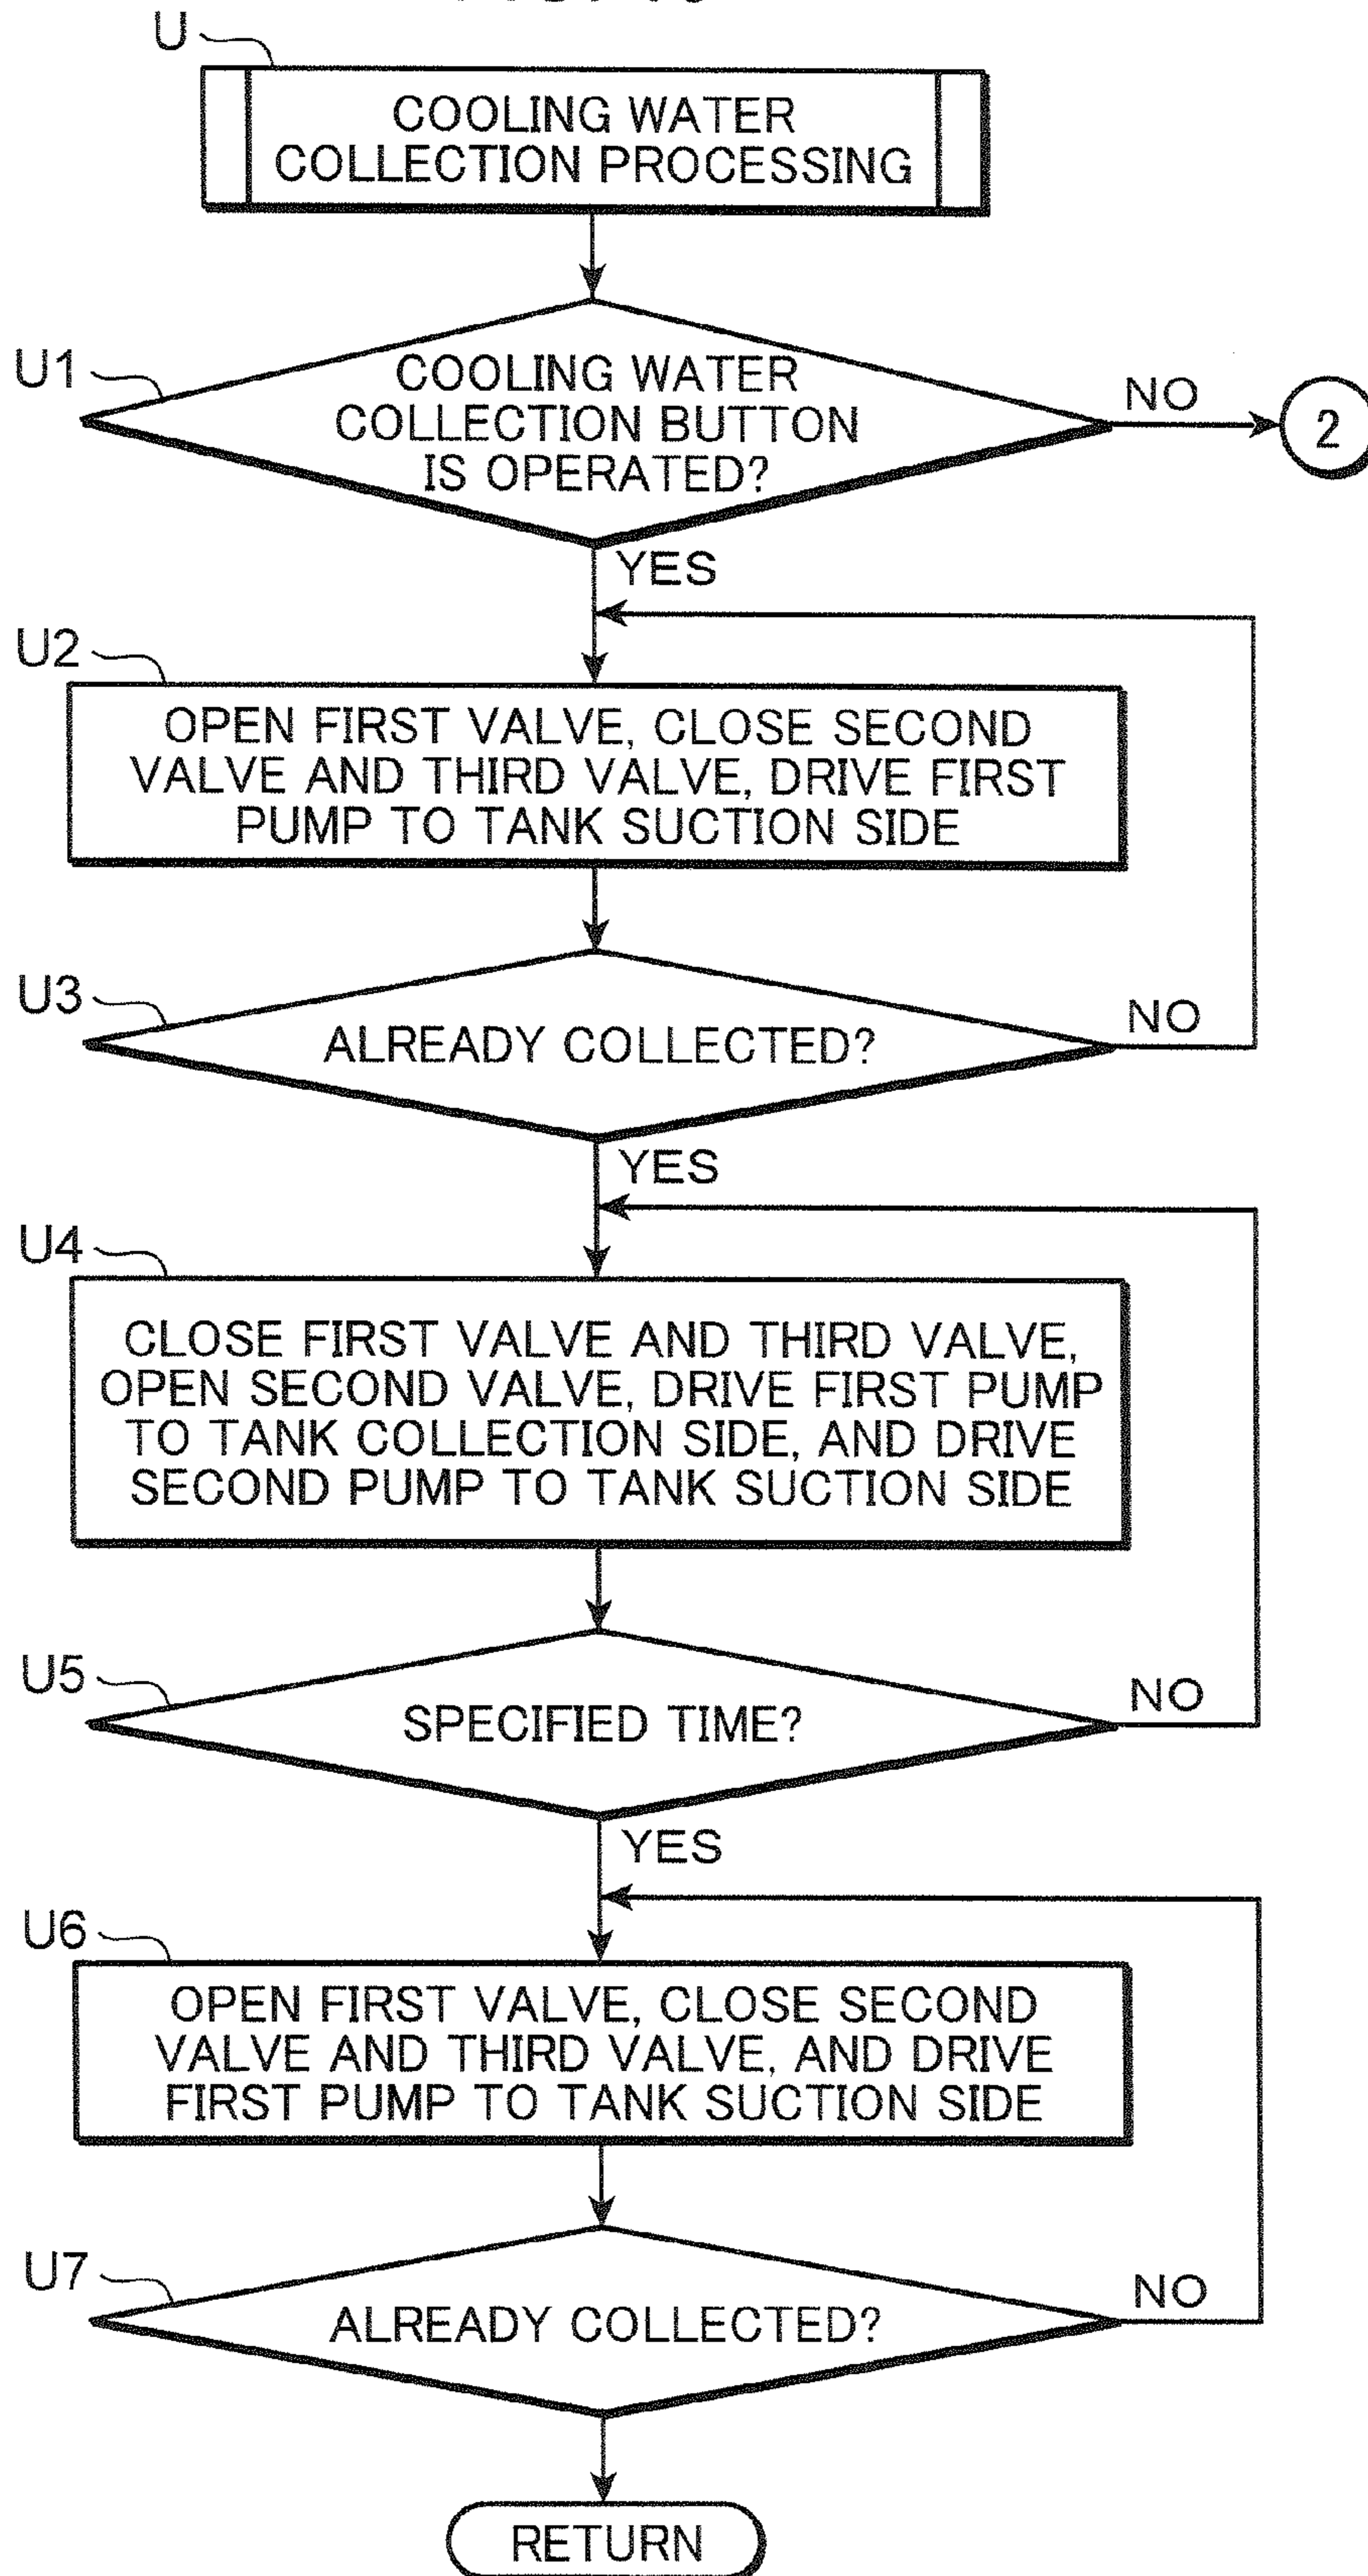 U
COOLING WATER
COLLECTION PROCESSING
U1
COOLING WATER
COLLECTION BUTTON
IS OPERATED?
NO
2
YES
U2
OPEN FIRST VALVE, CLOSE SECOND
VALVE AND THIRD VALVE, DRIVE FIRST
PUMP TO TANK SUCTION SIDE
U3
ALREADY COLLECTED?
NO
YES
U4
CLOSE FIRST VALVE AND THIRD VALVE,
OPEN SECOND VALVE, DRIVE FIRST PUMP
TO TANK COLLECTION SIDE, AND DRIVE
SECOND PUMP TO TANK SUCTION SIDE
U5
SPECIFIED TIME?
NO
YES
U6
OPEN FIRST VALVE, CLOSE SECOND
VALVE AND THIRD VALVE, AND DRIVE
FIRST PUMP TO TANK SUCTION SIDE
U7
ALREADY COLLECTED?
NO
RETURN